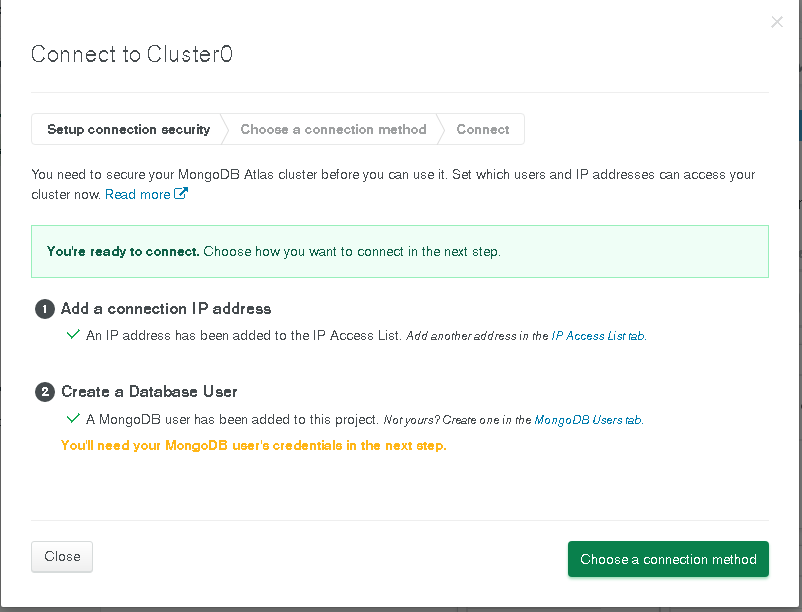 Connect to Cluster0
Setup connection security Choose a connection method Connect
You need to secure your MongoDB Atlas cluster before you can use it. Set which users and IP addresses can access your
cluster now. Read more
You're ready to connect. Choose how you want to connect in the next step.
1 Add a connection IP address
An IP address has been added to the IP Access List. Add another address in the IP Access List tab.
2 Create a Database User
A MongoDB user has been added to this project. Not yours? Create one in the MongoDB Users tab.
You'll need your MongoDB user's credentials in the next step.
Close Choose a connection method